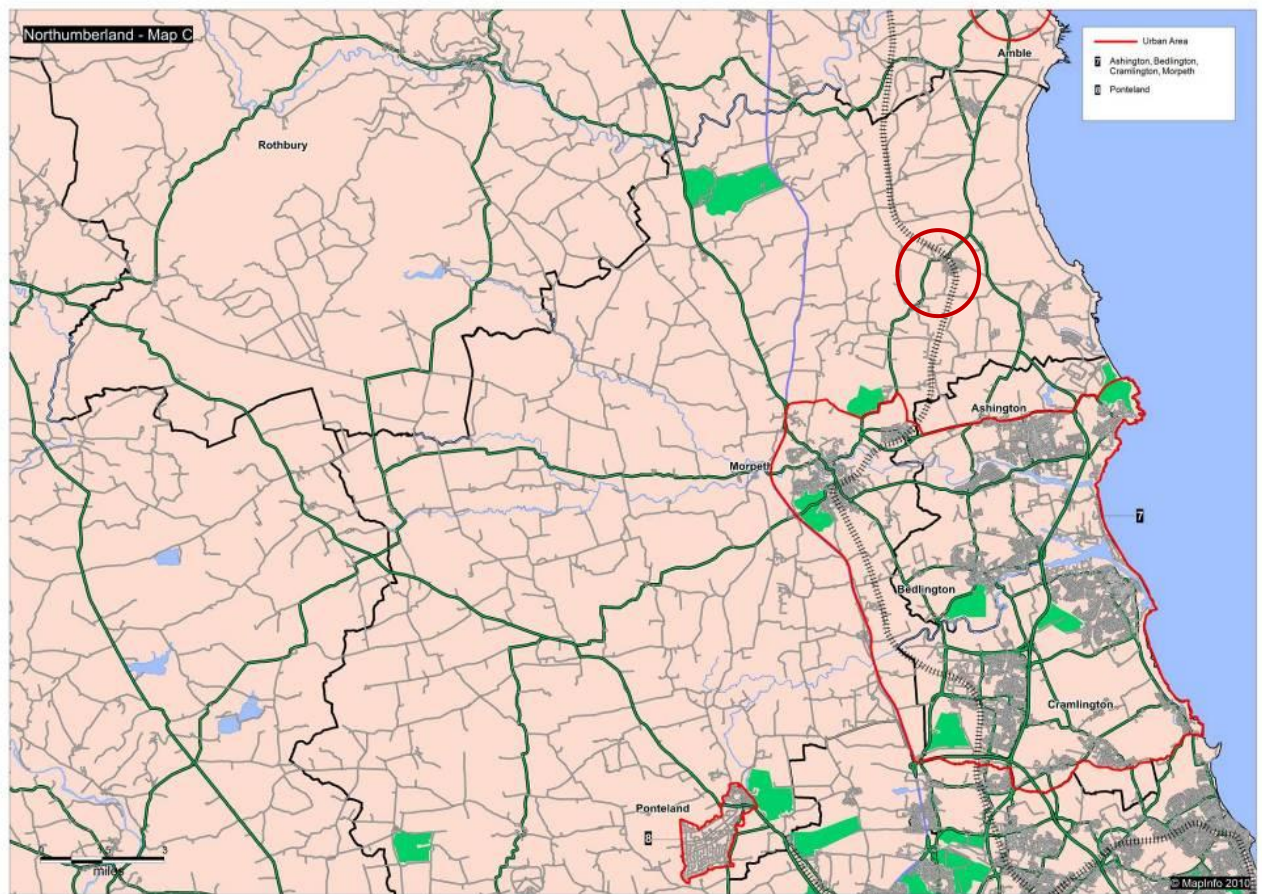 Northumberland - Map C
Urban Area
7 Ashington, Bedlington,
Cramlington, Morpeth
Ponteland
Amble
Rothbury
Ashington
Morpeth
7
Bedlington
Cramlington
Ponteland
8
3
miles
© MapInfo 2010